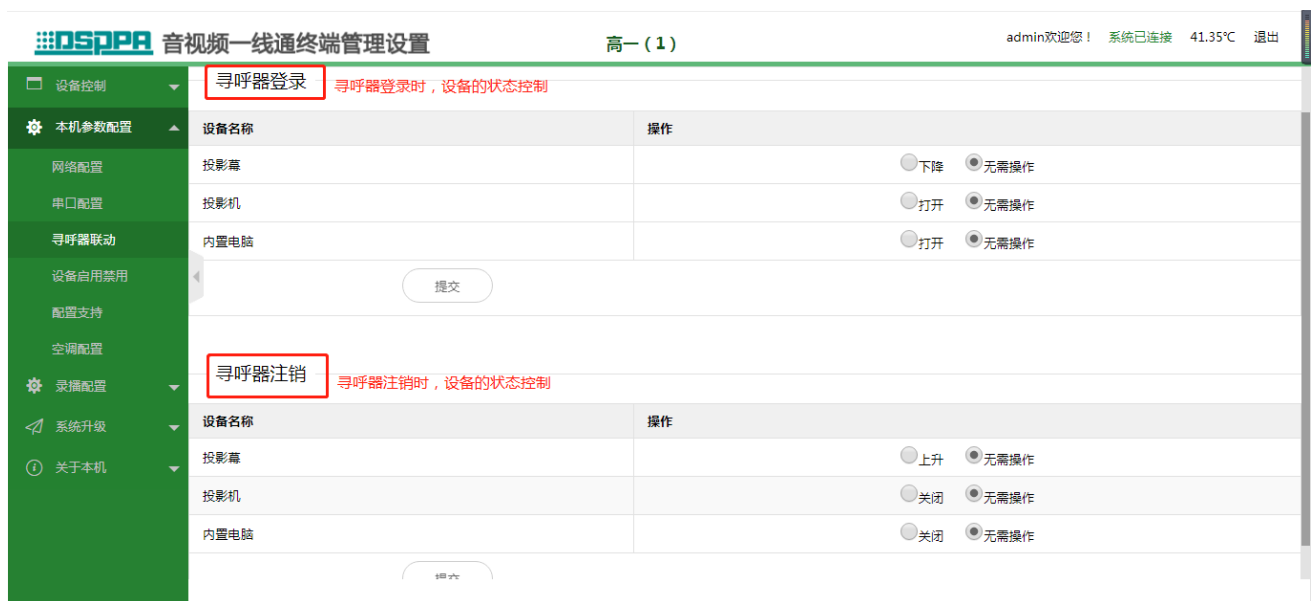 DSPPA 音视频一线通终端管理设置 高一 ( 1 ) admin欢迎您！ 系统已连接 41.35℃ 退出
设备控制
本机参数配置
网络配置
串口配置
寻呼器联动
设备启用禁用
配置支持
空调配置
录播配置
系统升级
关于本机
寻呼器登录 寻呼器登录时，设备的状态控制
设备名称 操作
投影幕 下降 无需操作
投影机 打开 无需操作
内置电脑 打开 无需操作
提交
寻呼器注销 寻呼器注销时，设备的状态控制
设备名称 操作
投影幕 上升 无需操作
投影机 关闭 无需操作
内置电脑 关闭 无需操作
提交